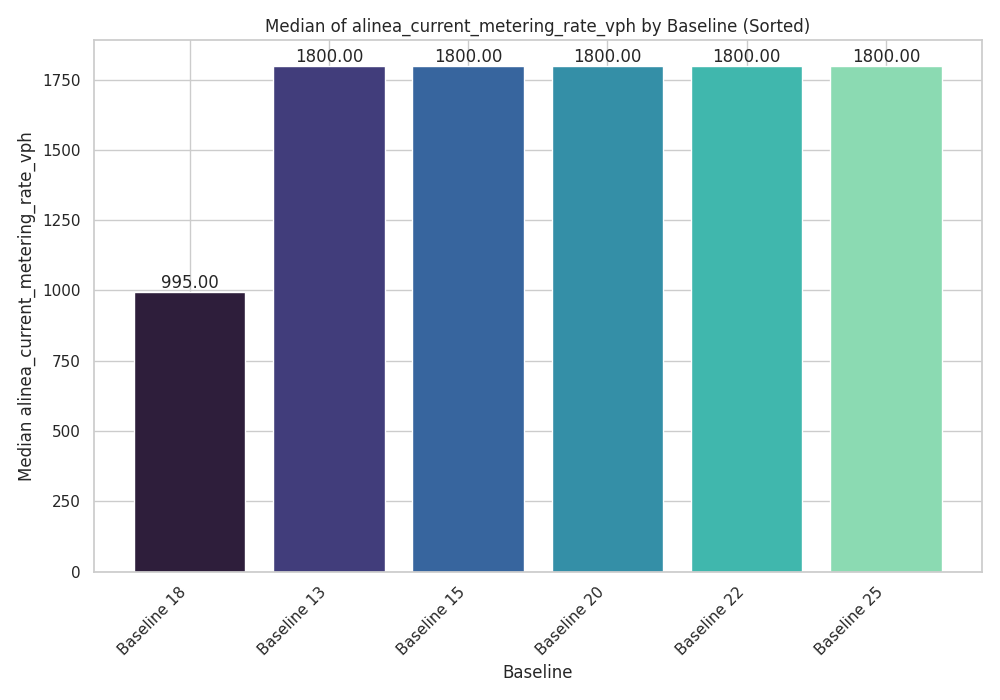 Median of alinea_current_metering_rate_vph by Baseline (Sorted)
Median alinea_current_metering_rate_vph
1750
1500
1250
1000
750
500
250
0
995.00
1800.00
1800.00
1800.00
1800.00
1800.00
Baseline 18
Baseline 13
Baseline 15
Baseline 20
Baseline 22
Baseline 25
Baseline